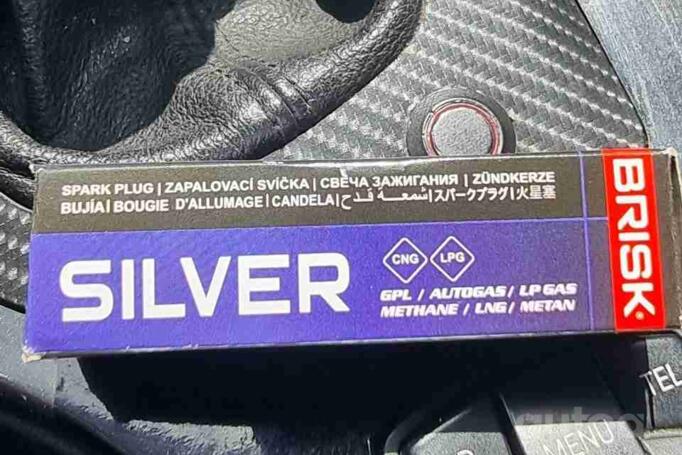 SPARK PLUG | ZAPALOVACÍ SVÍČKA | СВЕЧА ЗАЖИГАНИЯ | ZÜNDKERZE
BUJÍA | BOUGIE D'ALLUMAGE | CANDELA | شمعة قدح | スパークプラグ | 火星塞
SILVER
CNG
LPG
GPL / AUTOGAS / LP GAS
METHANE / LNG / METAN
BRISK®
TEL
MENU